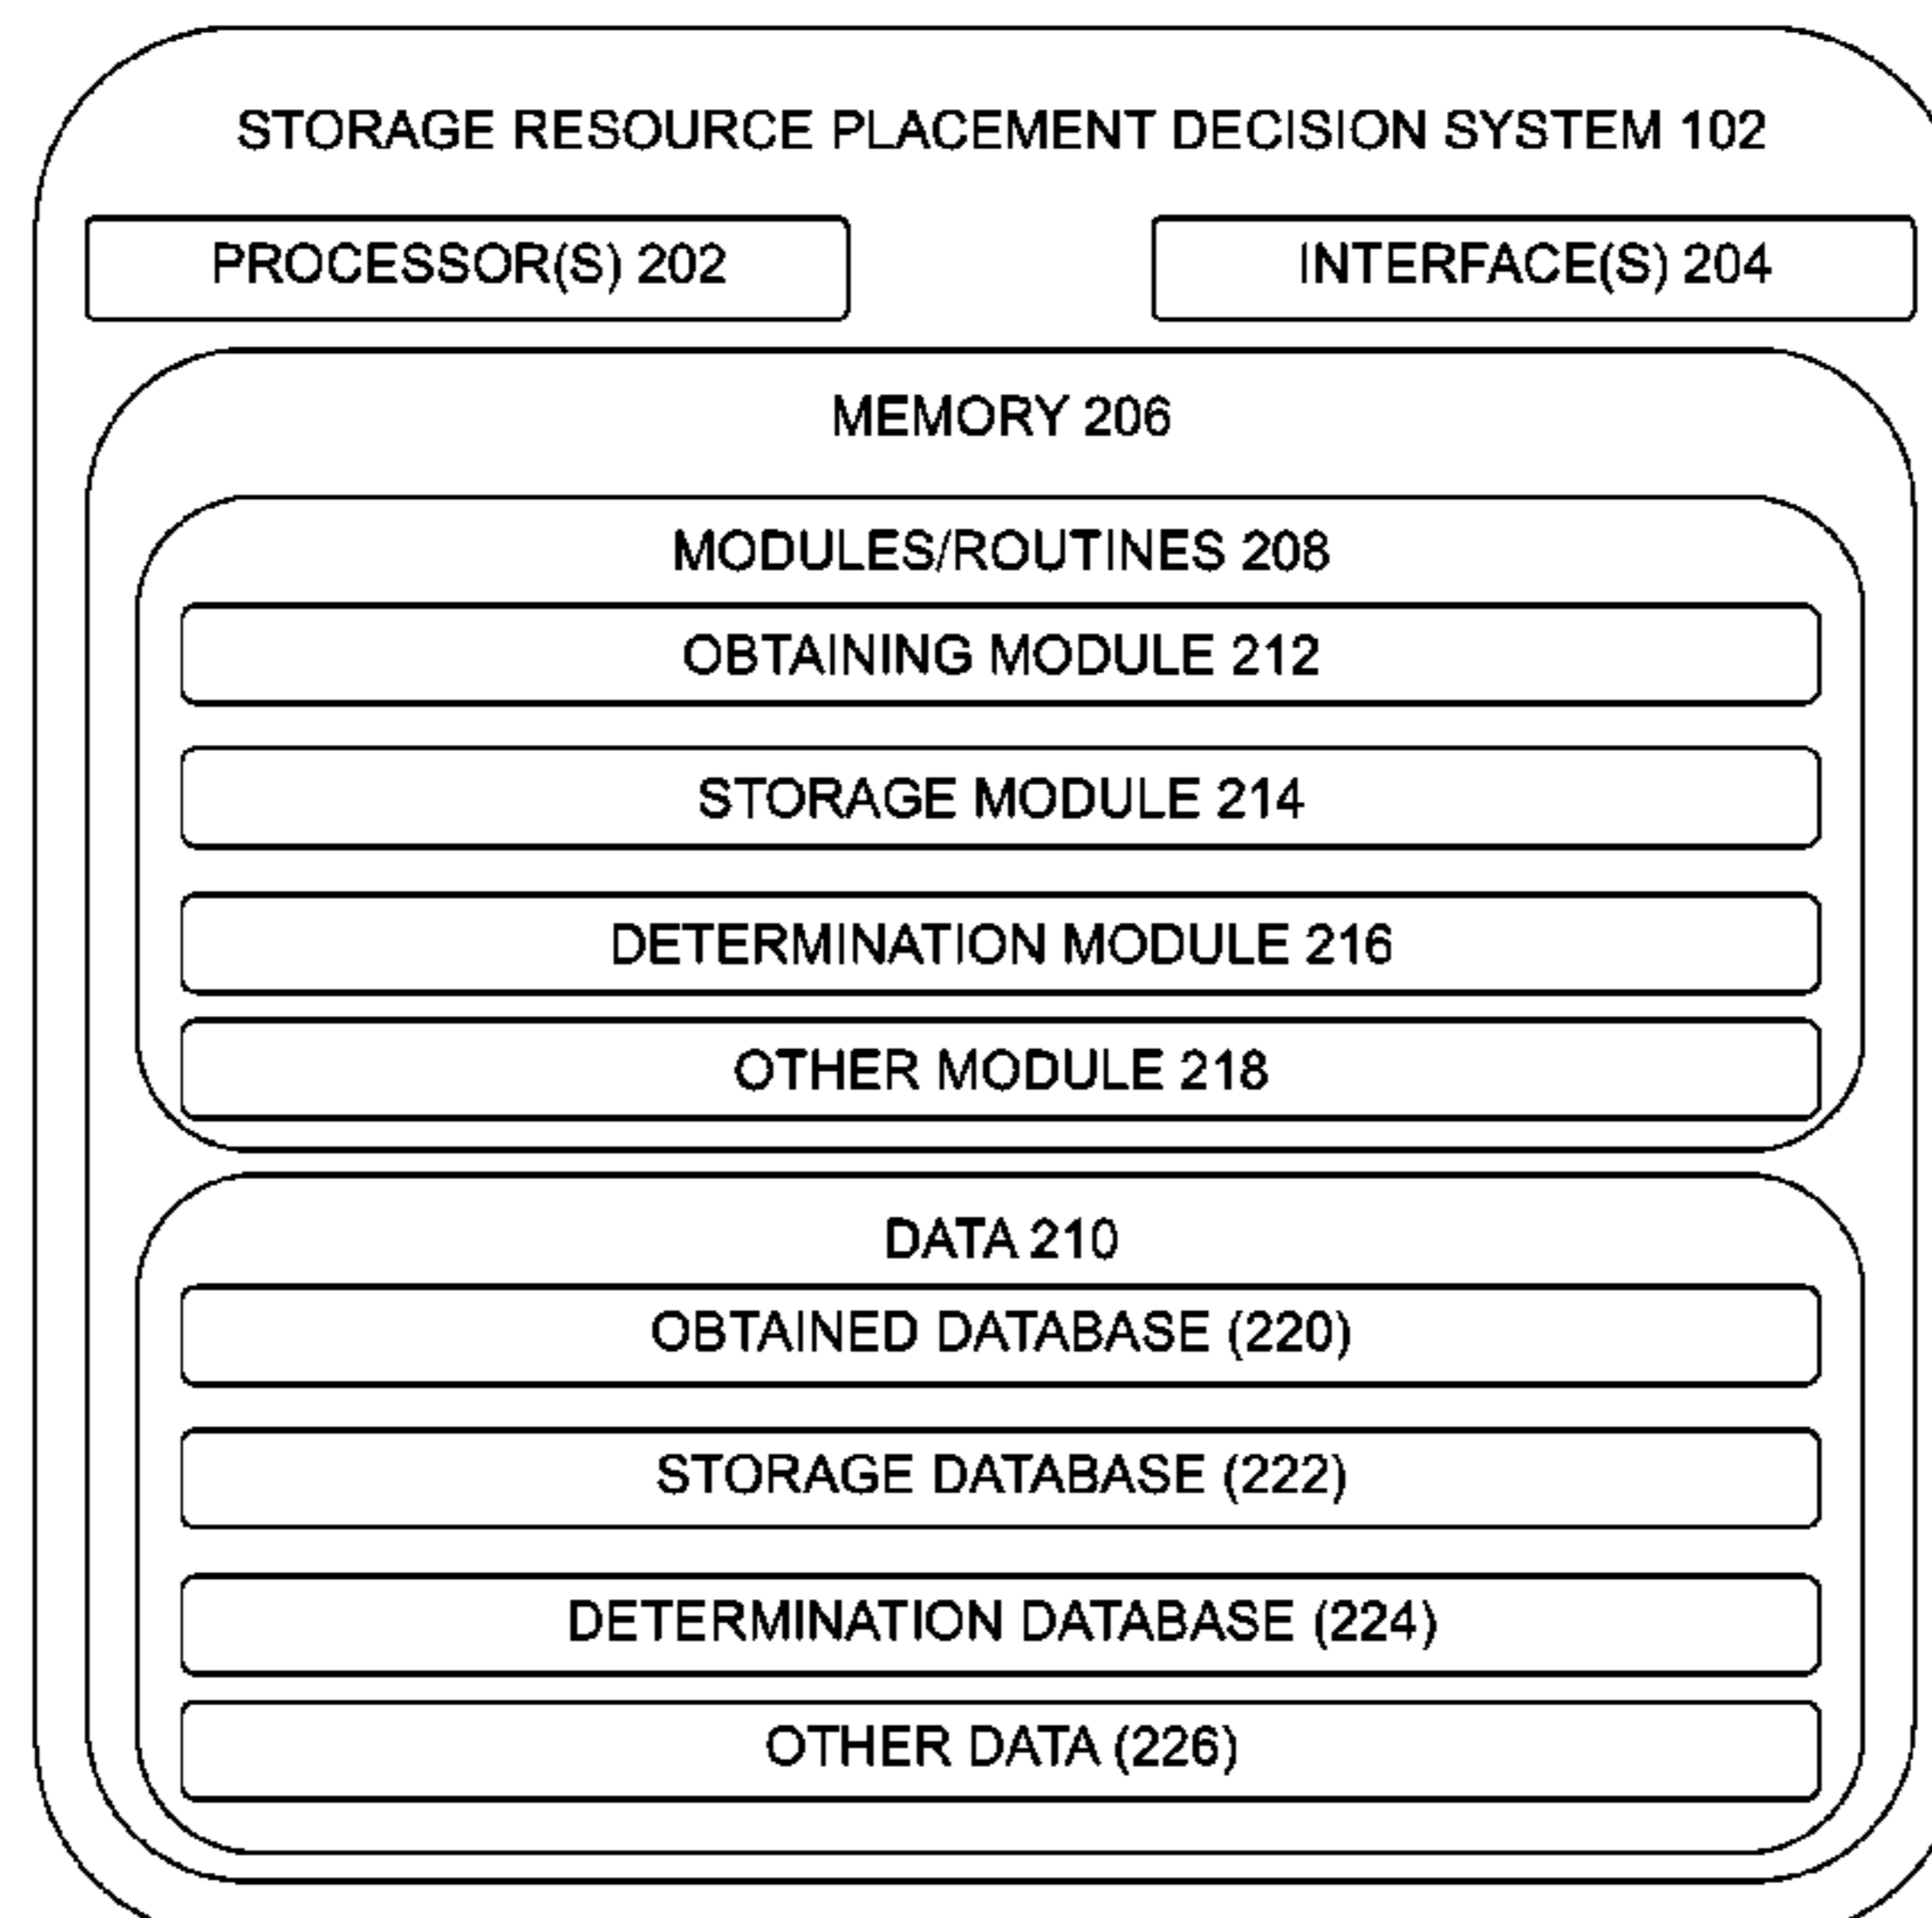 STORAGE RESOURCE PLACEMENT DECISION SYSTEM 102
PROCESSOR(S) 202
INTERFACE(S) 204
MEMORY 206
MODULES/ROUTINES 208
OBTAINING MODULE 212
STORAGE MODULE 214
DETERMINATION MODULE 216
OTHER MODULE 218
DATA 210
OBTAINED DATABASE (220)
STORAGE DATABASE (222)
DETERMINATION DATABASE (224)
OTHER DATA (226)